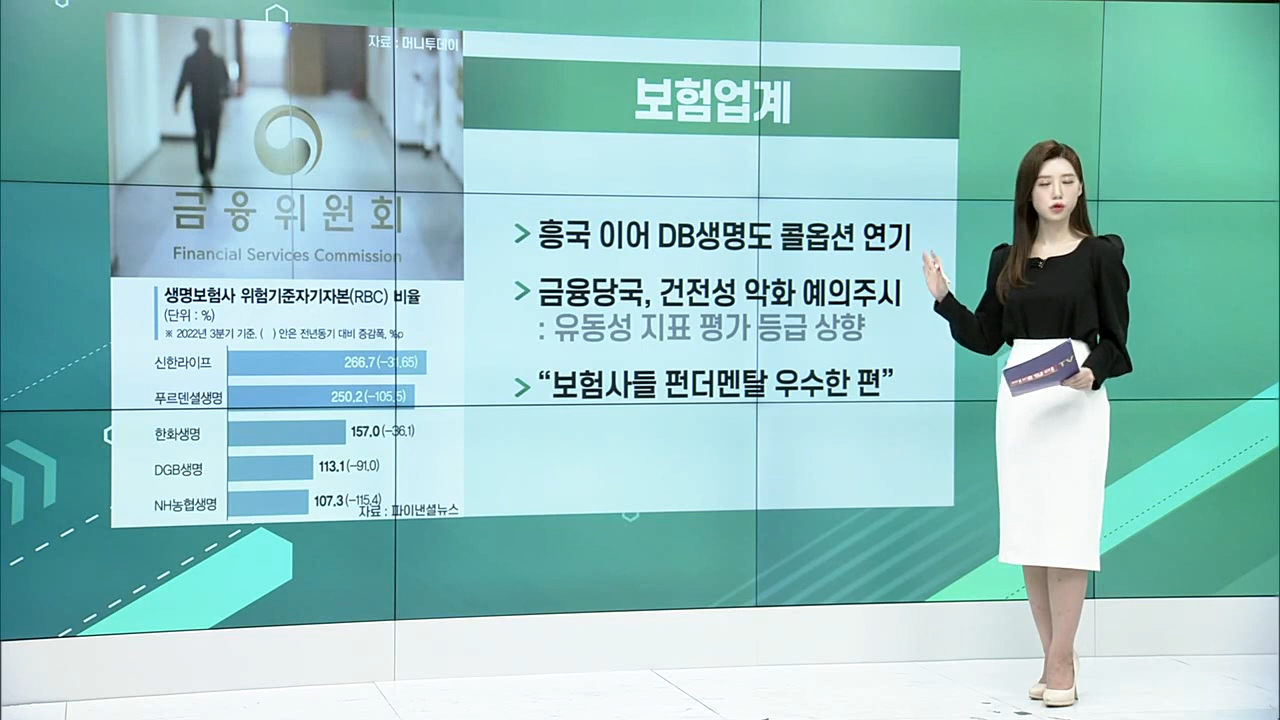 자료 : 머니투데이
금융위원회
Financial Services Commission
생명보험사 위험기준자기자본(RBC) 비율
(단위 : %)
※ 2022년 3분기 기준. ( ) 안은 전년동기 대비 증감폭, %p
신한라이프 266.7(-31.65)
푸르덴셜생명 250.2(-105.5)
한화생명 157.0(-36.1)
DGB생명 113.1(-91.0)
NH농협생명 107.3(-115.4)
자료 : 파이낸셜뉴스
보험업계
> 흥국 이어 DB생명도 콜옵션 연기
> 금융당국, 건전성 악화 예의주시
: 유동성 지표 평가 등급 상향
> “보험사들 펀더멘탈 우수한 편”
TV